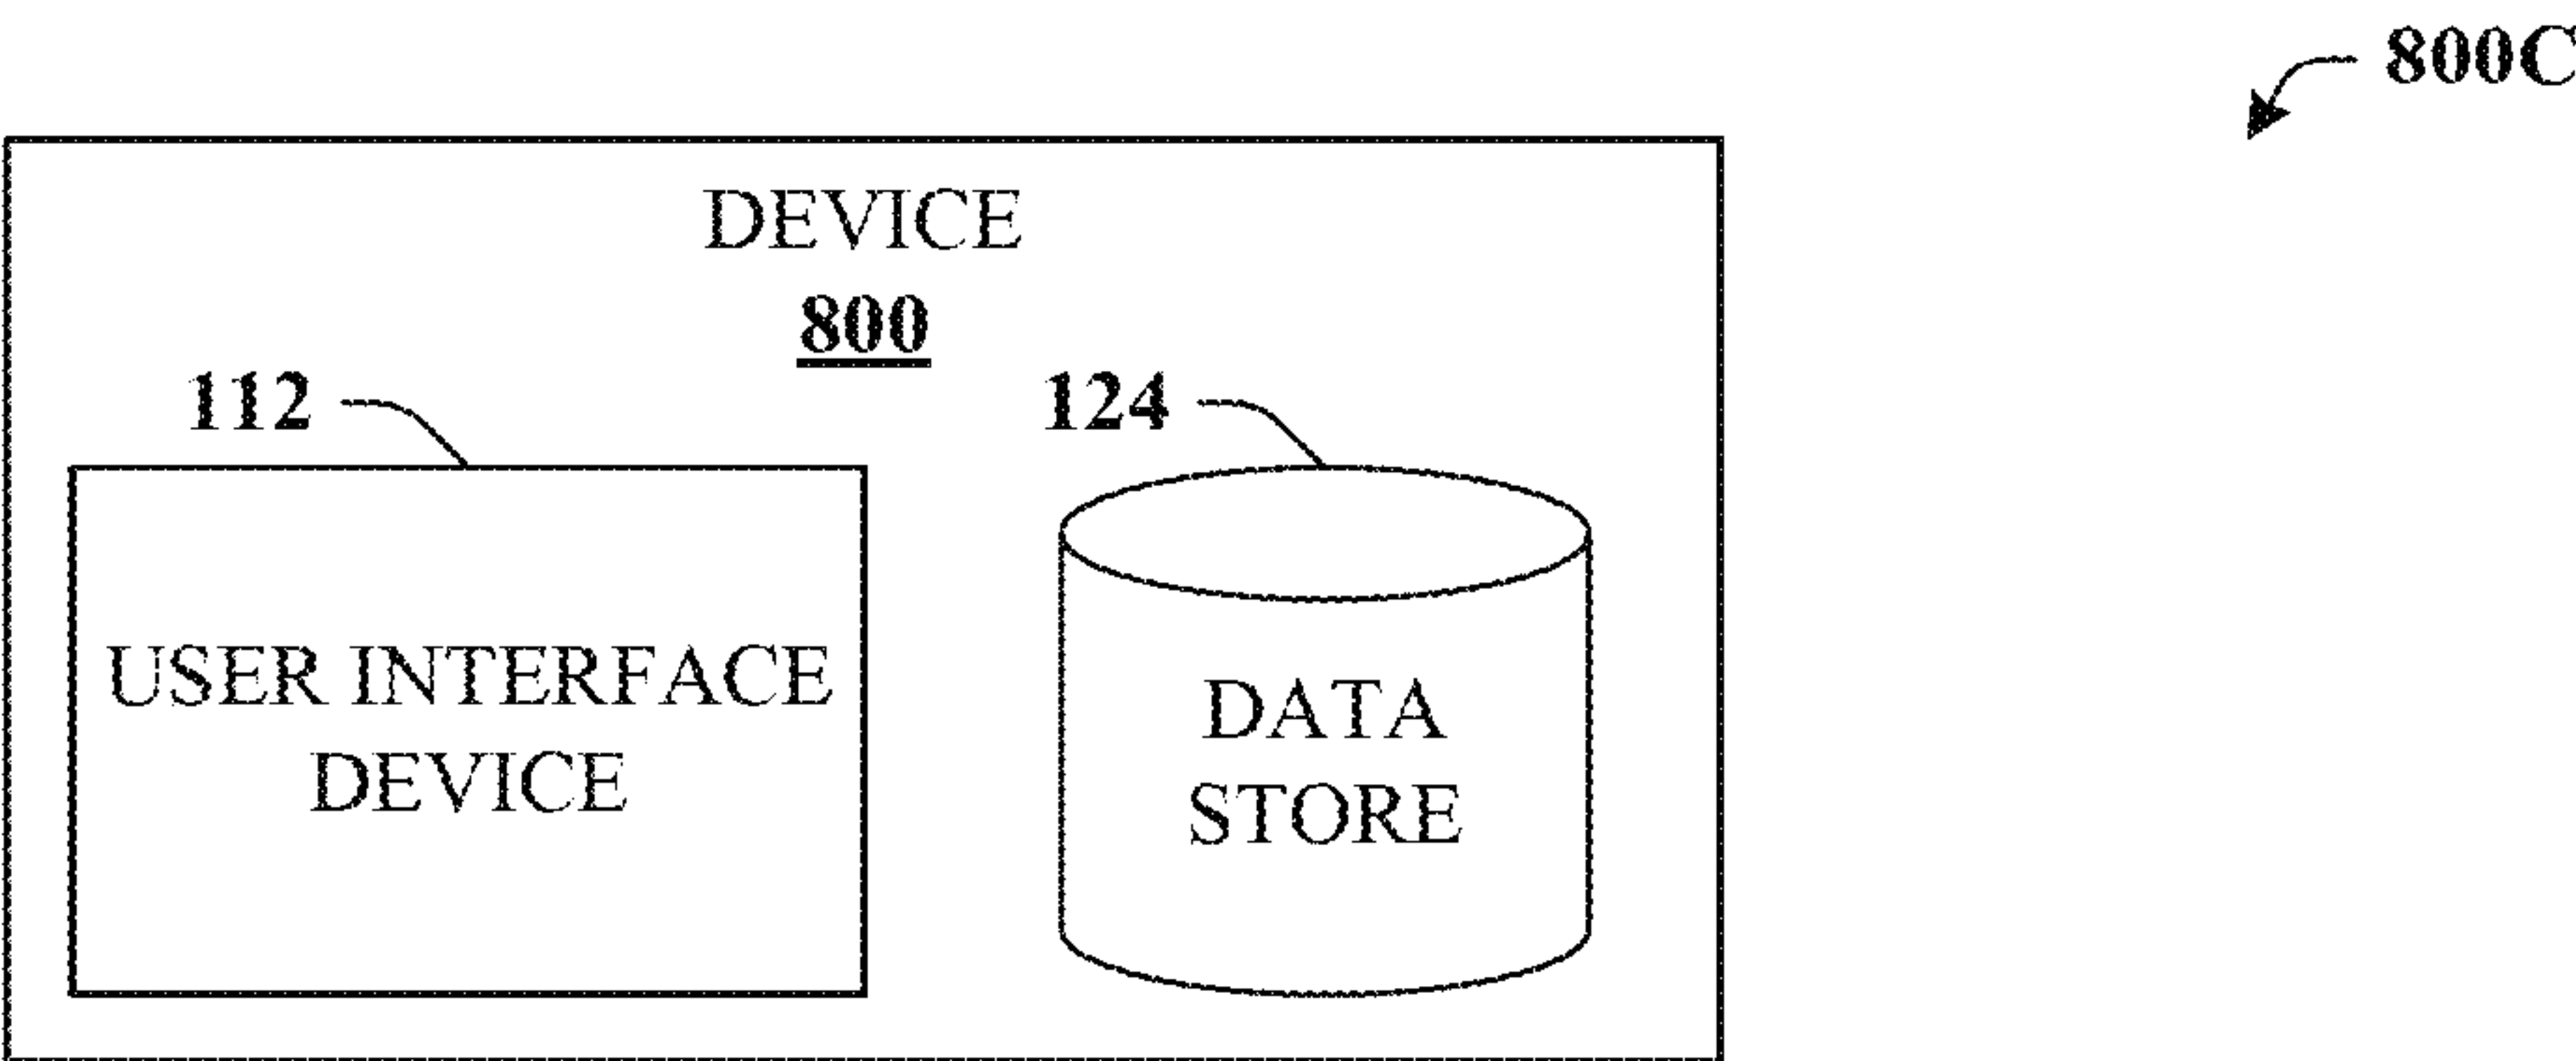 800C
DEVICE
800
112
124
USER INTERFACE
DEVICE
DATA
STORE